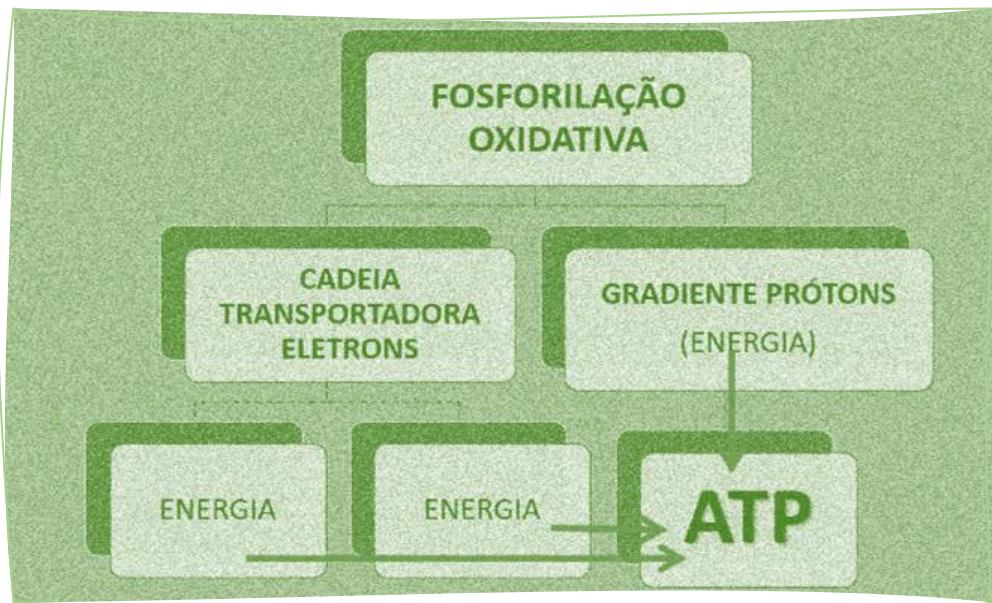 FOSFORILAÇÃO
OXIDATIVA
CADEIA
TRANSPORTADORA
ELETRONS
GRADIENTE PRÓTONS
(ENERGIA)
ENERGIA
ENERGIA
ATP